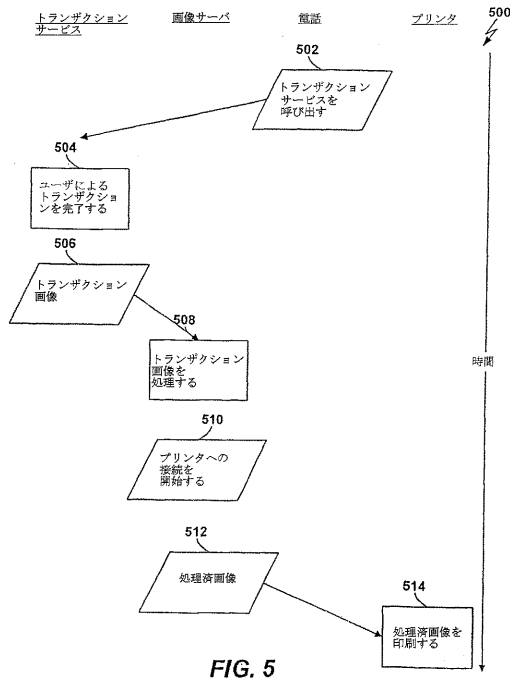 トランザクション
サービス
画像サーバ
電話
プリンタ
500
502
トランザクション
サービスを
呼び出す
504
ユーザによる
トランザクショ
ンを完了する
506
トランザクション
画像
508
トランザクション
画像を
処理する
時間
510
プリンタへの
接続を
開始する
512
処理済画像
514
処理済画像を
印刷する
FIG. 5